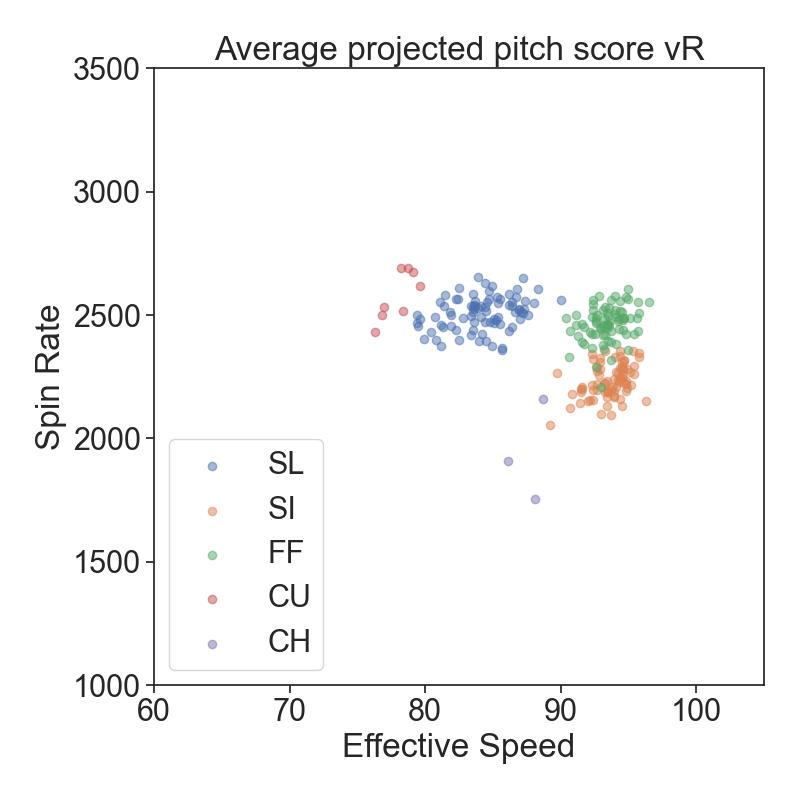 Average projected pitch score vR
3500
3000
2500
2000
1500
1000
Spin Rate
SL
SI
FF
CU
CH
60 70 80 90 100
Effective Speed